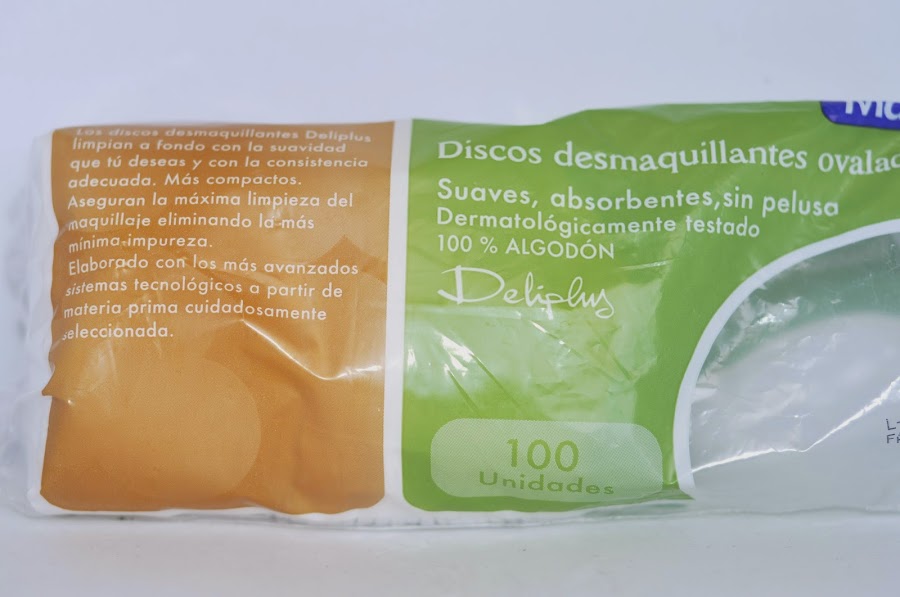 Los discos desmaquillantes Deliplus
limpian a fondo con la suavidad
que tú deseas y con la consistencia
adecuada. Más compactos.
Aseguran la máxima limpieza del
maquillaje eliminando la más
mínima impureza.
Elaborado con los más avanzados
sistemas tecnológicos a partir de
materia prima cuidadosamente
seleccionada.
Discos desmaquillantes
Suaves, absorbentes, sin pelusa
Dermatológicamente testado
100 % ALGODÓN
Deliplus
100
Unidades